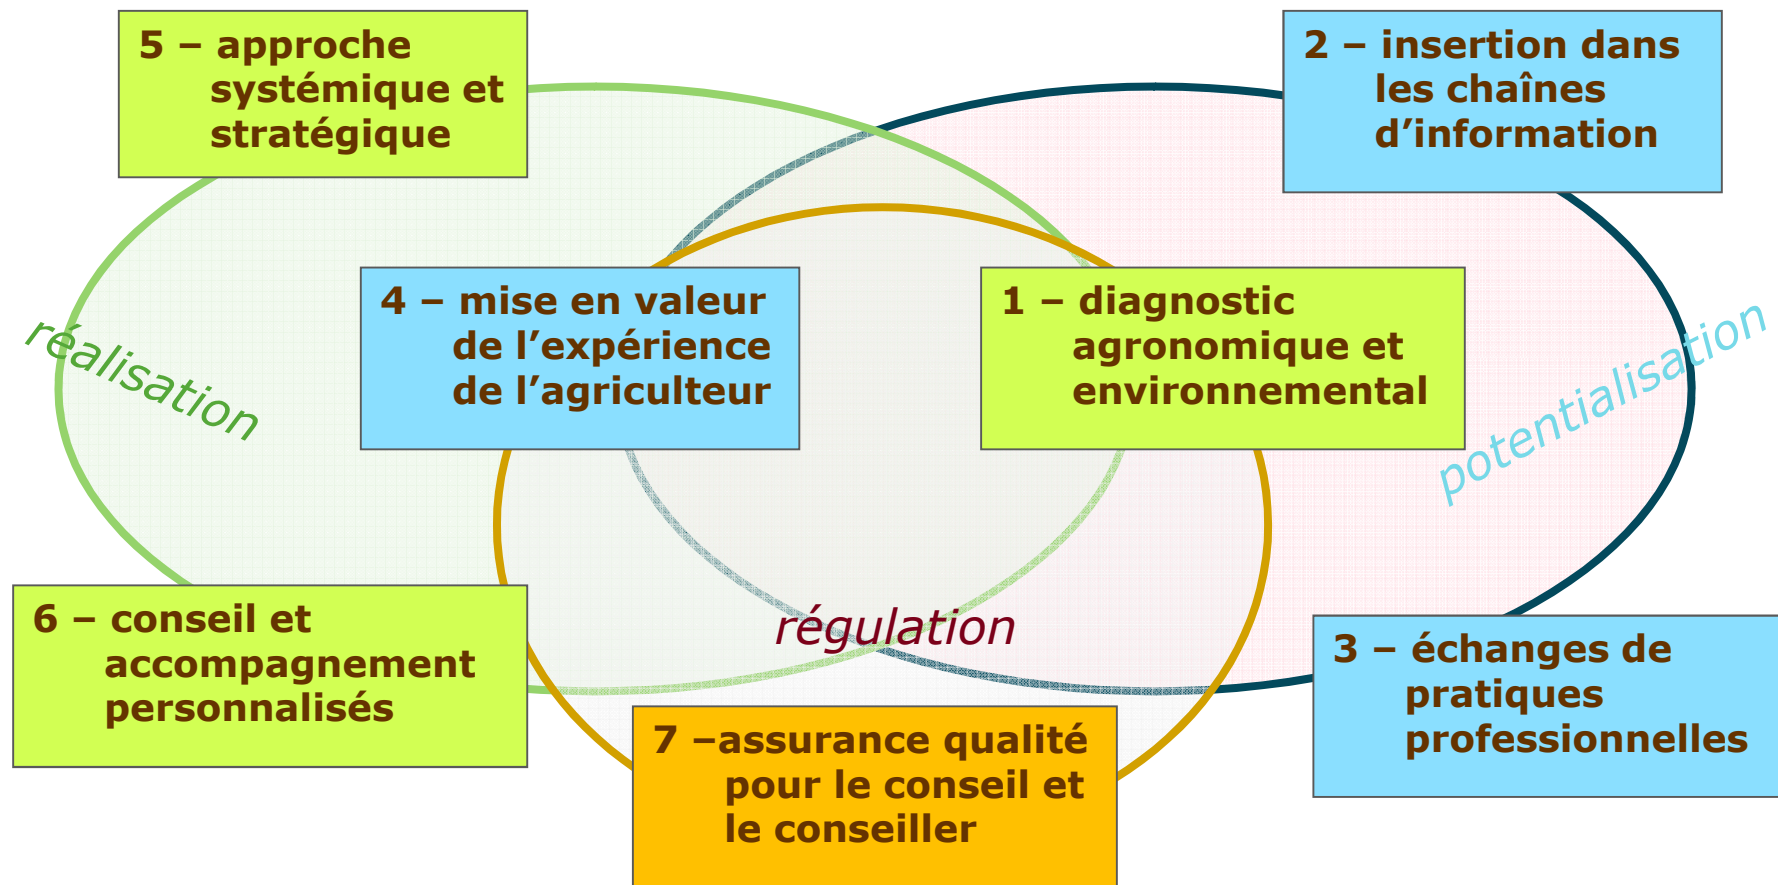 5 – approche
systémique et
stratégique
2 – insertion dans
les chaînes
d’information
4 – mise en valeur
de l’expérience
de l’agriculteur
1 – diagnostic
agronomique et
environnemental
réalisation
potentialisation
6 – conseil et
accompagnement
personnalisés
régulation
3 – échanges de
pratiques
professionnelles
7 –assurance qualité
pour le conseil et
le conseiller